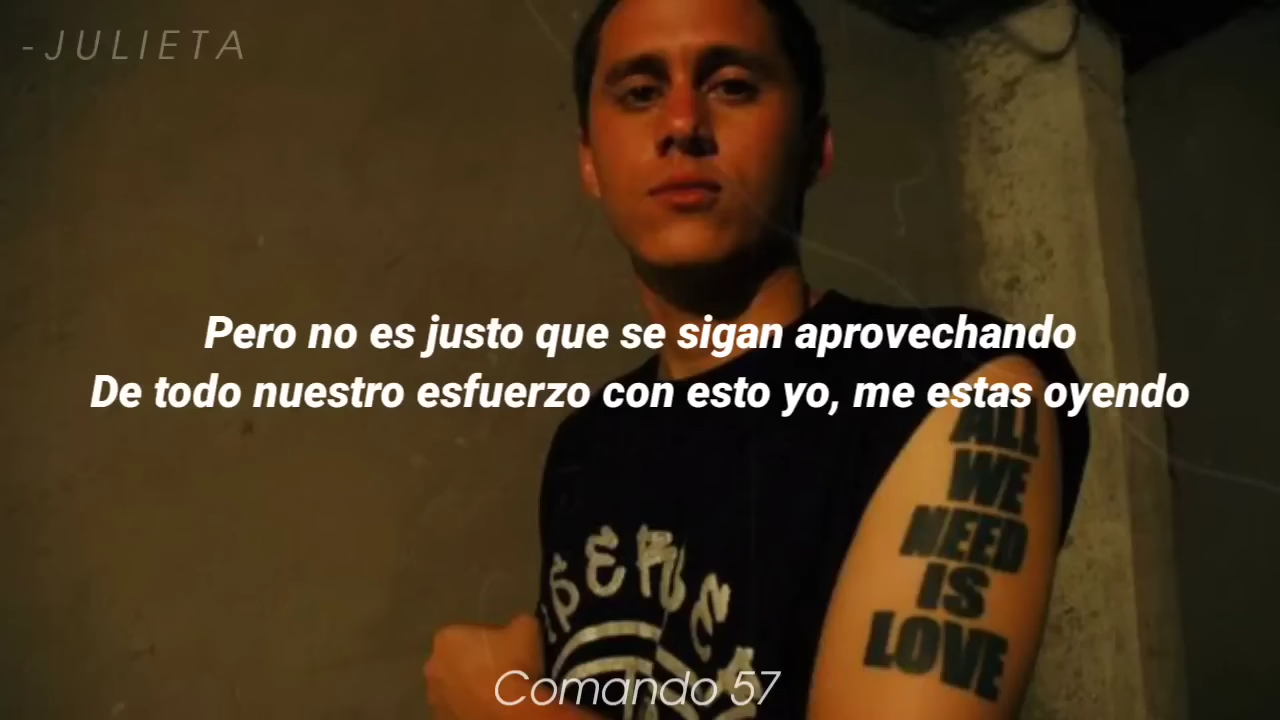 -JULIETA
Pero no es justo que se sigan aprovechando
De todo nuestro esfuerzo con esto yo, me estas oyendo
ALL
WE
NEED
IS
LOVE
Comando 57